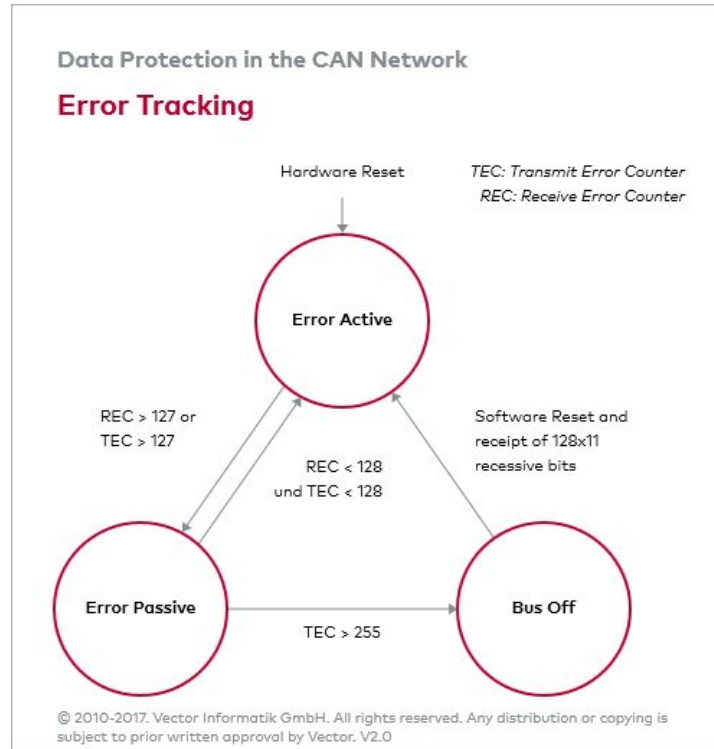 Data Protection in the CAN Network
Error Tracking
Hardware Reset
TEC: Transmit Error Counter
REC: Receive Error Counter
Error Active
REC > 127 or
TEC > 127
REC < 128
und TEC < 128
Software Reset and
receipt of 128x11
recessive bits
Error Passive
TEC > 255
Bus Off
© 2010-2017. Vector Informatik GmbH. All rights reserved. Any distribution or copying is
subject to prior written approval by Vector. V2.0